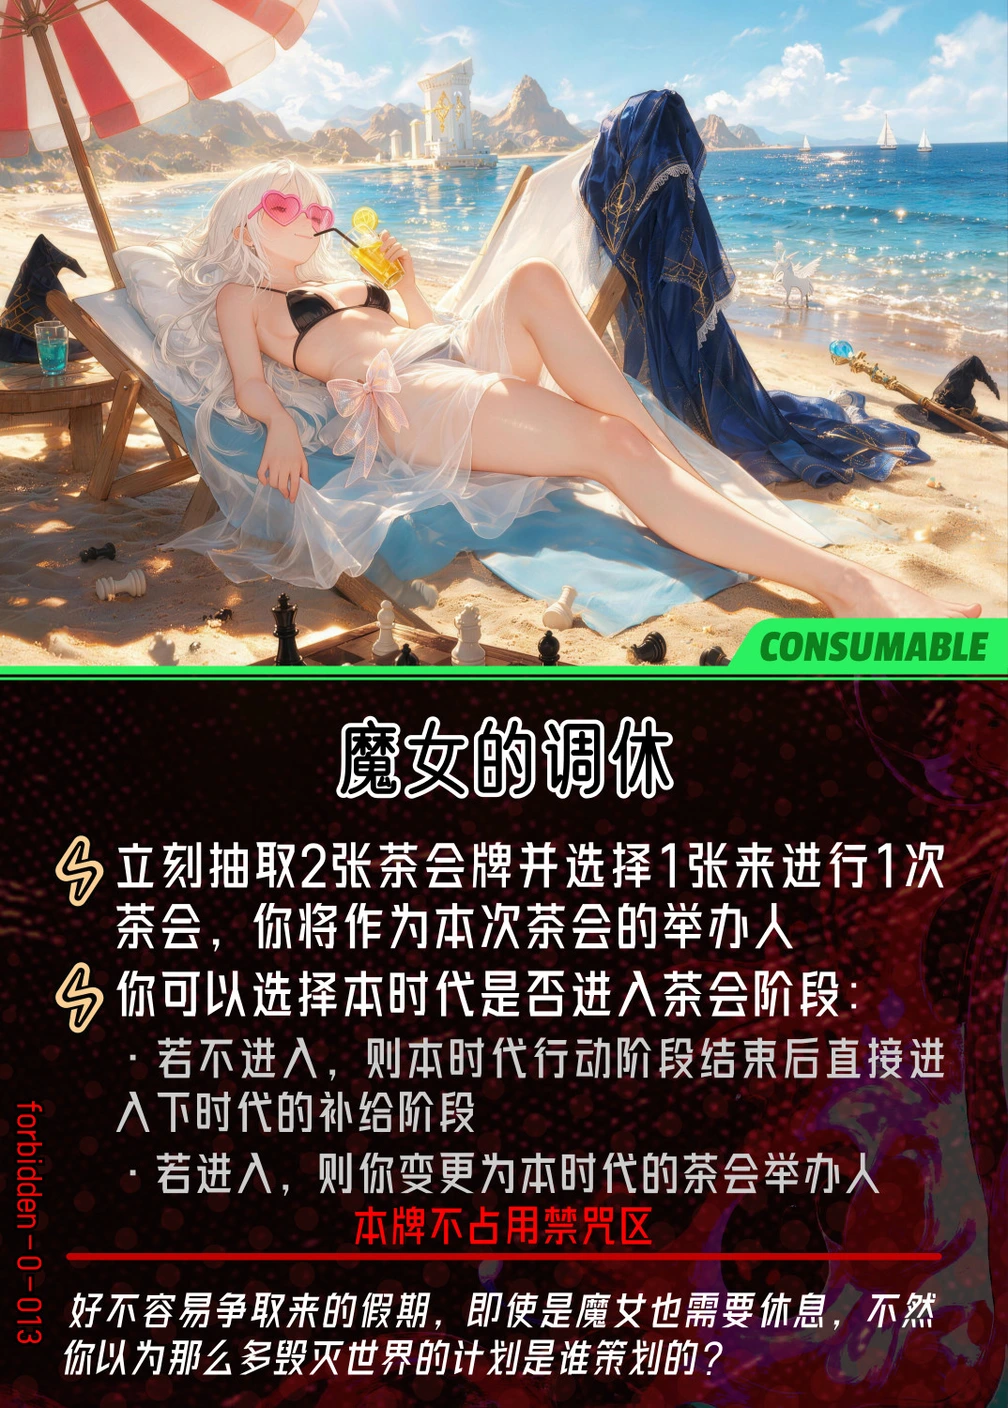 CONSUMABLE
魔女的调休
立刻抽取2张茶会牌并选择1张来进行1次
茶会，你将作为本次茶会的举办人
你可以选择本时代是否进入茶会阶段：
·若不进入，则本时代行动阶段结束后直接进
入下时代的补给阶段
·若进入，则你变更为本时代的茶会举办人
本牌不占用禁咒区
forbidden-0-013
好不容易争取来的假期，即使是魔女也需要休息，不然
你以为那么多毁灭世界的计划是谁策划的？